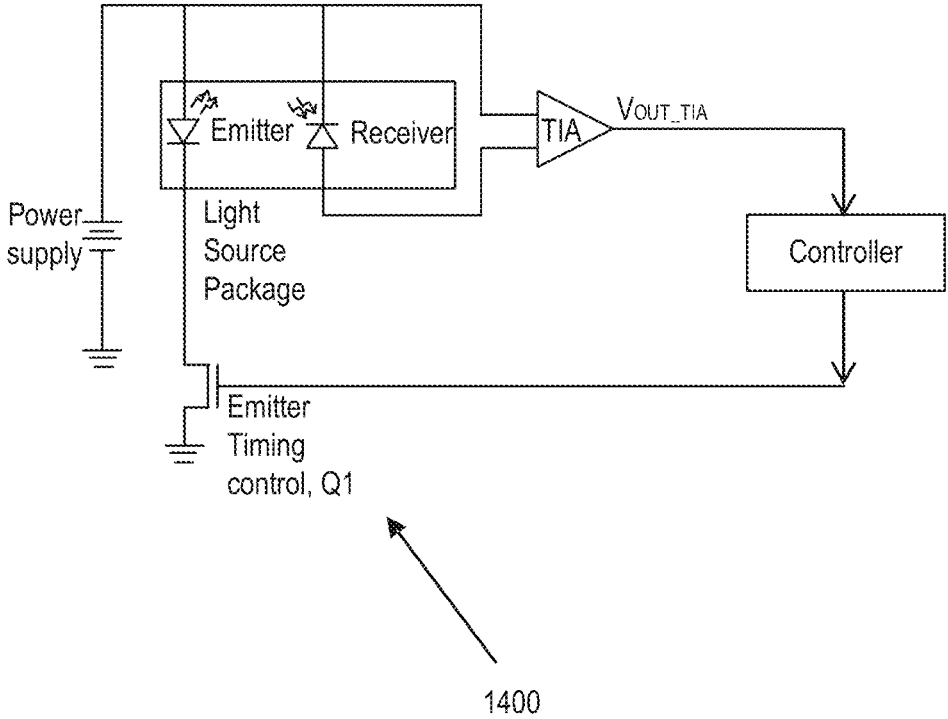 Emitter
Receiver
TIA
VOUT_TIA
Power
supply
Light
Source
Package
Controller
Emitter
Timing
control, Q1
1400